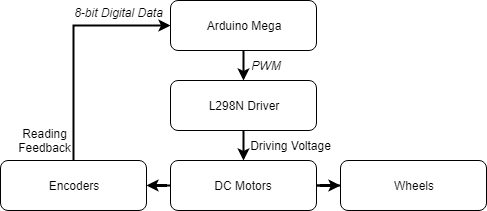 8-bit Digital Data
Arduino Mega
PWM
L298N Driver
Driving Voltage
Reading
Feedback
Encoders
DC Motors
Wheels